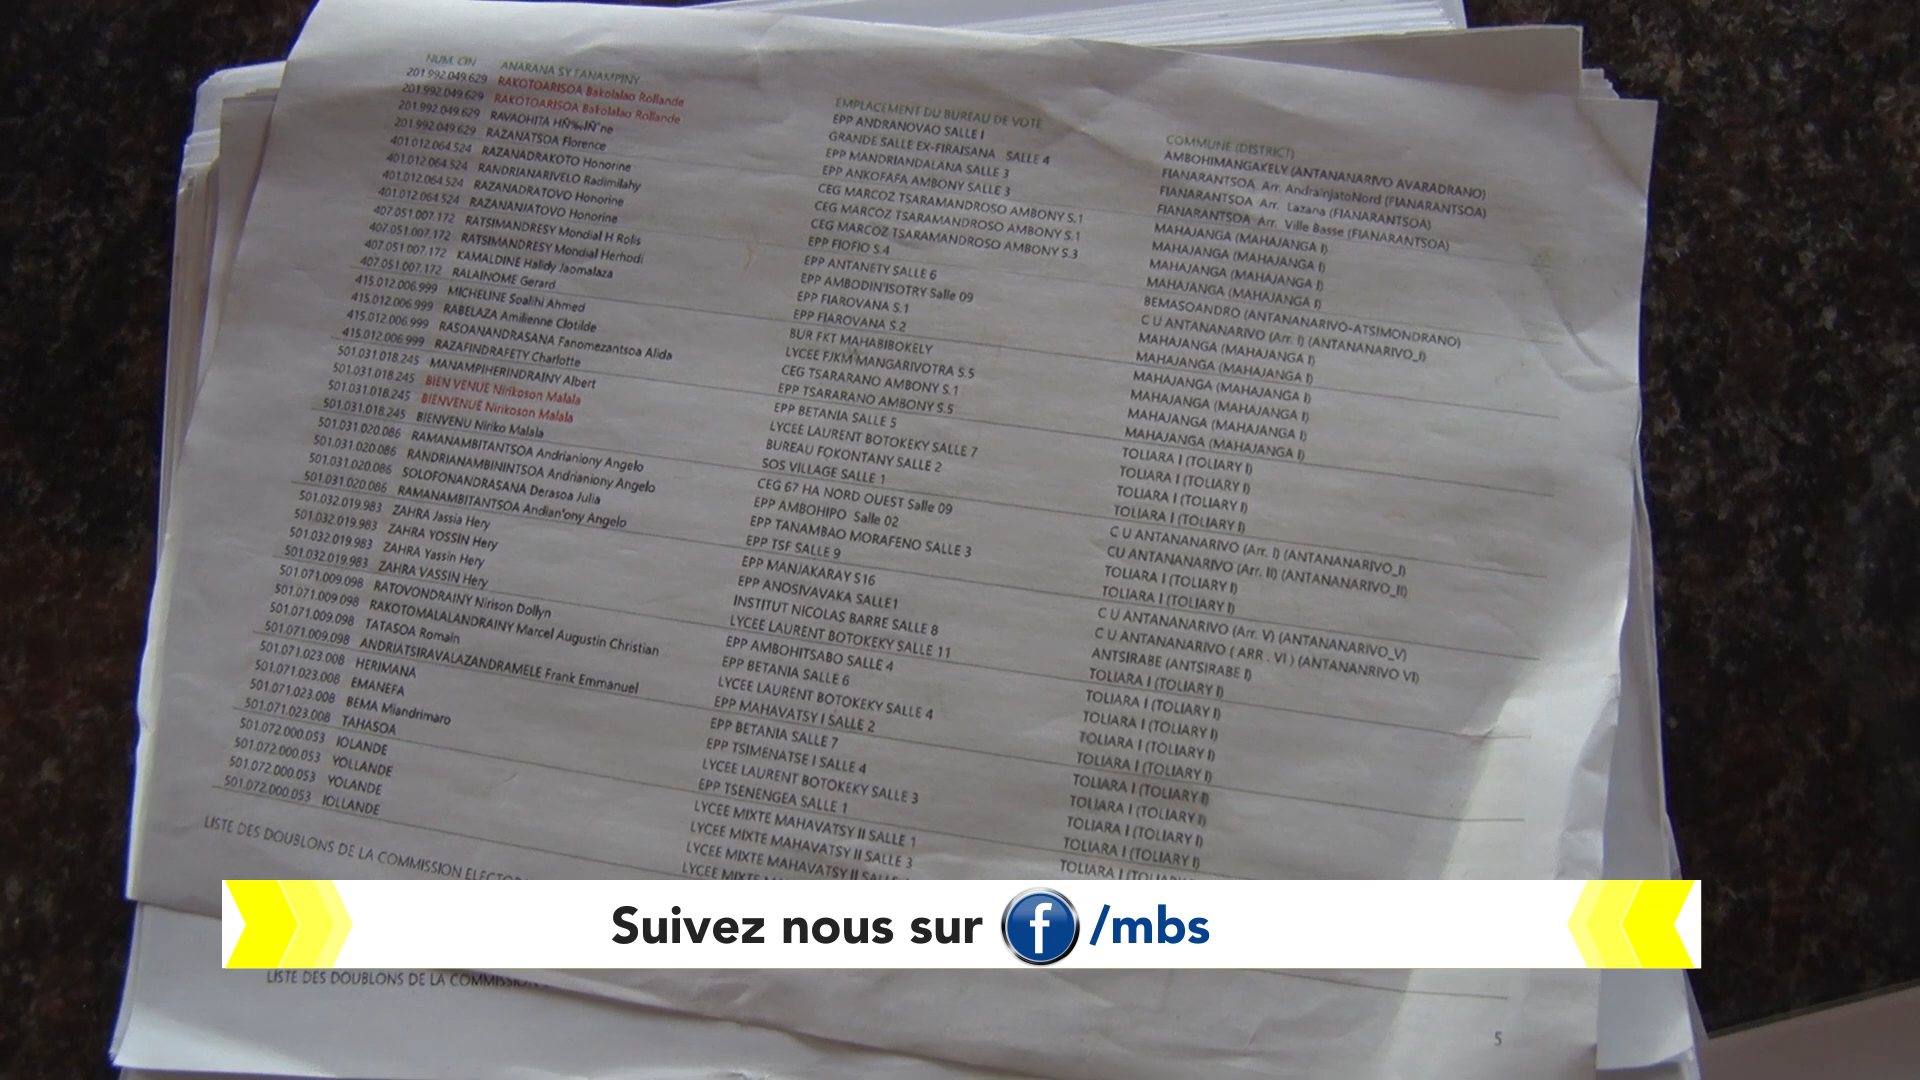 NUM. CIN ANARANA SY FANAMPINY EMPLACEMENT DU BUREAU DE VOTE COMMUNE (DISTRICT)
201.992.049.629 RAKOTOARISOA Bakolalao Rollande EPP ANDRANOVAO SALLE I AMBOHIMANGAKELY (ANTANANARIVO AVARADRANO)
201.992.049.629 RAKOTOARISOA Bakolalao Rollande GRANDE SALLE EX-FIRAISANA SALLE 4 FIANARANTSOA Arr. AndrainjatoNord (FIANARANTSOA)
201.992.049.629 RAVAOHITA EPP MANDRIANDALANA SALLE 3 FIANARANTSOA Arr. Lazana (FIANARANTSOA)
201.992.049.629 RAZANATSOA Florence EPP ANKOFAFA AMBONY SALLE 3 FIANARANTSOA Arr. Ville Basse (FIANARANTSOA)
401.012.064.524 RAZANADRAKOTO Honorine CEG MARCOZ TSARAMANDROSO AMBONY S.1 MAHAJANGA (MAHAJANGA I)
401.012.064.524 RANDRIANARIVELO Radimilahy CEG MARCOZ TSARAMANDROSO AMBONY S.1 MAHAJANGA (MAHAJANGA I)
401.012.064.524 RAZANADRATOVO Honorine CEG MARCOZ TSARAMANDROSO AMBONY S.3 MAHAJANGA (MAHAJANGA I)
401.012.064.524 RAZANANJATOVO Honorine EPP FIOFIO S.4 MAHAJANGA (MAHAJANGA I)
407.051.007.172 RATSIMANDRESY Mondial H Rolis EPP ANTANETY SALLE 6 BEMASOANDRO (ANTANANARIVO-ATSIMONDRANO)
407.051.007.172 RATSIMANDRESY Mondial Herhodi EPP AMBODIN'ISOTRY Salle 09 C U ANTANANARIVO (Arr. I) (ANTANANARIVO_I)
407.051.007.172 KAMALDINE Halidy Jaomalaza EPP FIAROVANA S.1 MAHAJANGA (MAHAJANGA I)
407.051.007.172 RALAINOME Gerard EPP FIAROVANA S.2 MAHAJANGA (MAHAJANGA I)
415.012.006.999 MICHELINE Soalihi Ahmed BUR FKT MAHABIBOKELY MAHAJANGA (MAHAJANGA I)
415.012.006.999 RABELAZA Amilienne Clotilde LYCEE FJKM MANGARIVOTRA S.5 MAHAJANGA (MAHAJANGA I)
415.012.006.999 RASOANANDRASANA Fanomezantsoa Alida CEG TSARARANO AMBONY S.1 MAHAJANGA (MAHAJANGA I)
415.012.006.999 RAZAFINDRAFETY Charlotte EPP TSARARANO AMBONY S.5 MAHAJANGA (MAHAJANGA I)
501.031.018.245 MANAMPIHERINDRAINY Albert EPP BETANIA SALLE 5 TOLIARA I (TOLIARY I)
501.031.018.245 BIEN VENUE Nirikoson Malala LYCEE LAURENT BOTOKEKY SALLE 7 TOLIARA I (TOLIARY I)
501.031.018.245 BIENVENUE Nirikoson Malala BUREAU FOKONTANY SALLE 2 TOLIARA I (TOLIARY I)
501.031.018.245 BIENVENU Niriko Malala SOS VILLAGE SALLE 1 TOLIARA I (TOLIARY I)
501.031.020.086 RAMANAMBITANTSOA Andrianiony Angelo CEG 67 HA NORD OUEST Salle 09 C U ANTANANARIVO (Arr. I) (ANTANANARIVO_I)
501.031.020.086 RANDRIANAMBININTSOA Andrianiony Angelo EPP AMBOHIPO Salle 02 CU ANTANANARIVO (Arr. II) (ANTANANARIVO_II)
501.031.020.086 SOLOFONANDRASANA Derasoa Julia EPP TANAMBAO MORAFENO SALLE 3 TOLIARA I (TOLIARY I)
501.031.020.086 RAMANAMBITANTSOA Andian'ony Angelo EPP TSF SALLE 9 TOLIARA I (TOLIARY I)
501.032.019.983 ZAHRA Jassia Hery EPP MANJAKARAY S16 C U ANTANANARIVO (Arr. V) (ANTANANARIVO_V)
501.032.019.983 ZAHRA YOSSIN Hery EPP ANOSIVAVAKA SALLE1 C U ANTANANARIVO ( ARR . VI ) (ANTANANRIVO VI)
501.032.019.983 ZAHRA Yassin Hery INSTITUT NICOLAS BARRE SALLE 8 ANTSIRABE (ANTSIRABE I)
501.032.019.983 ZAHRA VASSIN Hery LYCEE LAURENT BOTOKEKY SALLE 11 TOLIARA I (TOLIARY I)
501.071.009.098 RATOVONDRAINY Nirison Dollyn EPP AMBOHITSABO SALLE 4 TOLIARA I (TOLIARY I)
501.071.009.098 RAKOTOMALALANDRAINY Marcel Augustin Christian EPP BETANIA SALLE 6 TOLIARA I (TOLIARY I)
501.071.009.098 TATASOA Romain LYCEE LAURENT BOTOKEKY SALLE 4 TOLIARA I (TOLIARY I)
501.071.009.098 ANDRIATSIRAVALAZANDRAMELE Frank Emmanuel EPP MAHAVATSY I SALLE 2 TOLIARA I (TOLIARY I)
501.071.023.008 HERIMANA EPP BETANIA SALLE 7 TOLIARA I (TOLIARY I)
501.071.023.008 EMANEFA EPP TSIMENATSE I SALLE 4 TOLIARA I (TOLIARY I)
501.071.023.008 BEMA Miandrimaro LYCEE LAURENT BOTOKEKY SALLE 3 TOLIARA I (TOLIARY I)
501.071.023.008 TAHASOA EPP TSENENGEA SALLE 1 TOLIARA I (TOLIARY I)
501.072.000.053 IOLANDE LYCEE MIXTE MAHAVATSY II SALLE 1 TOLIARA I (TOLIARY I)
501.072.000.053 YOLLANDE LYCEE MIXTE MAHAVATSY II SALLE 3
501.072.000.053 YOLANDE LYCEE MIXTE MAHAVATSY II
501.072.000.053 IOLLANDE LYCEE
LISTE DES DOUBLONS DE LA COMMISSION
Suivez nous sur f /mbs
LISTE DES DOUBLONS DE LA
5